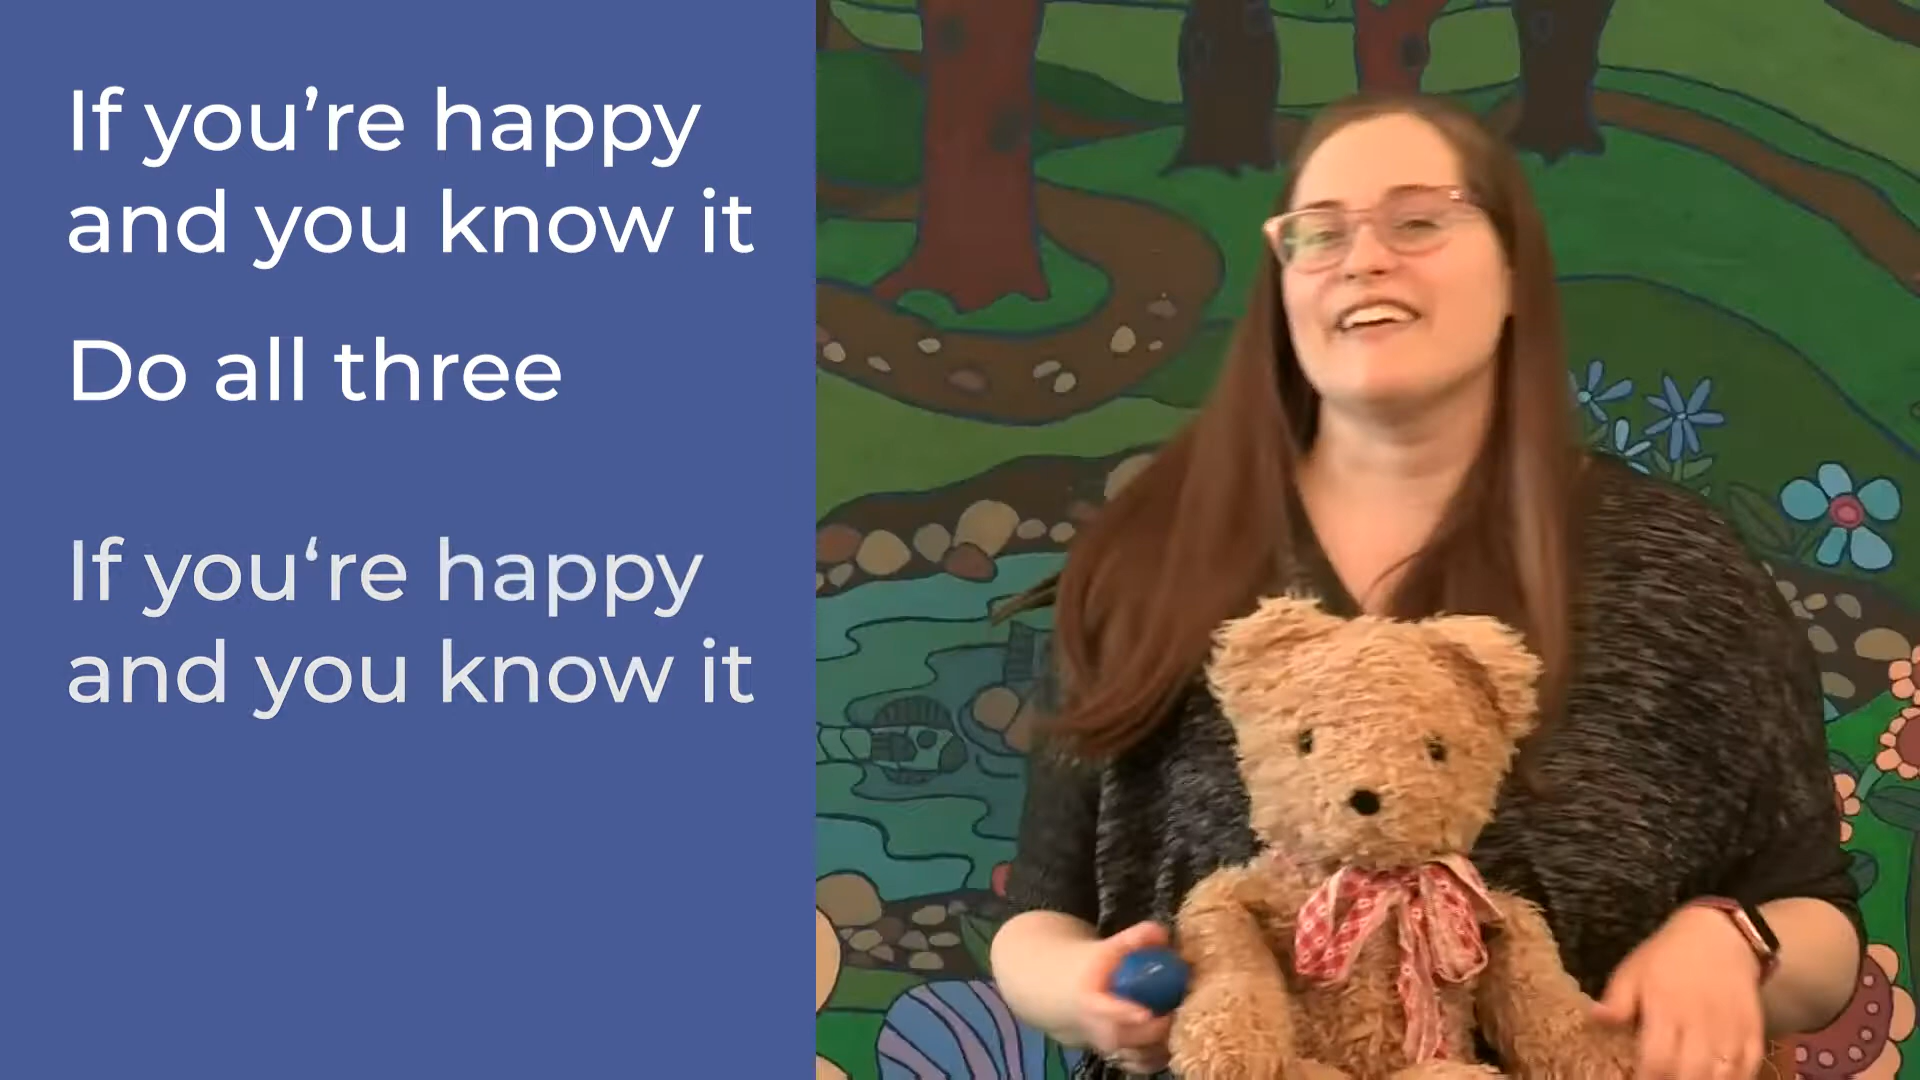 If you’re happy
and you know it
Do all three
If you‘re happy
and you know it